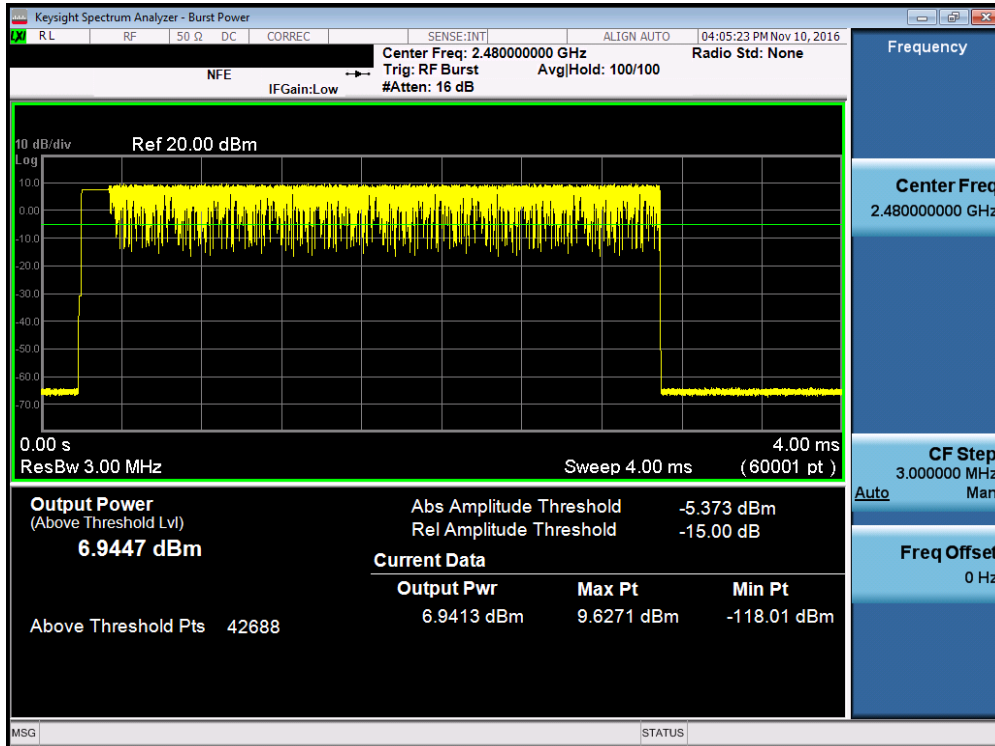 Keysight Spectrum Analyzer - Burst Power
LXI RL RF 50 Ω DC CORREC SENSE:INT ALIGN AUTO 04:05:23 PM Nov 10, 2016
Center Freq: 2.480000000 GHz Radio Std: None
NFE Trig: RF Burst Avg|Hold: 100/100
IFGain:Low #Atten: 16 dB
Frequency
10 dB/div Ref 20.00 dBm
Log
10.0
0.00
-10.0
-20.0
-30.0
-40.0
-50.0
-60.0
-70.0
0.00 s 4.00 ms
ResBw 3.00 MHz Sweep 4.00 ms (60001 pt)
Center Freq
2.480000000 GHz
CF Step
3.000000 MHz
Auto Man
Freq Offset
0 Hz
Output Power
(Above Threshold Lvl)
6.9447 dBm
Above Threshold Pts 42688
Abs Amplitude Threshold -5.373 dBm
Rel Amplitude Threshold -15.00 dB
Current Data
Output Pwr Max Pt Min Pt
6.9413 dBm 9.6271 dBm -118.01 dBm
MSG STATUS